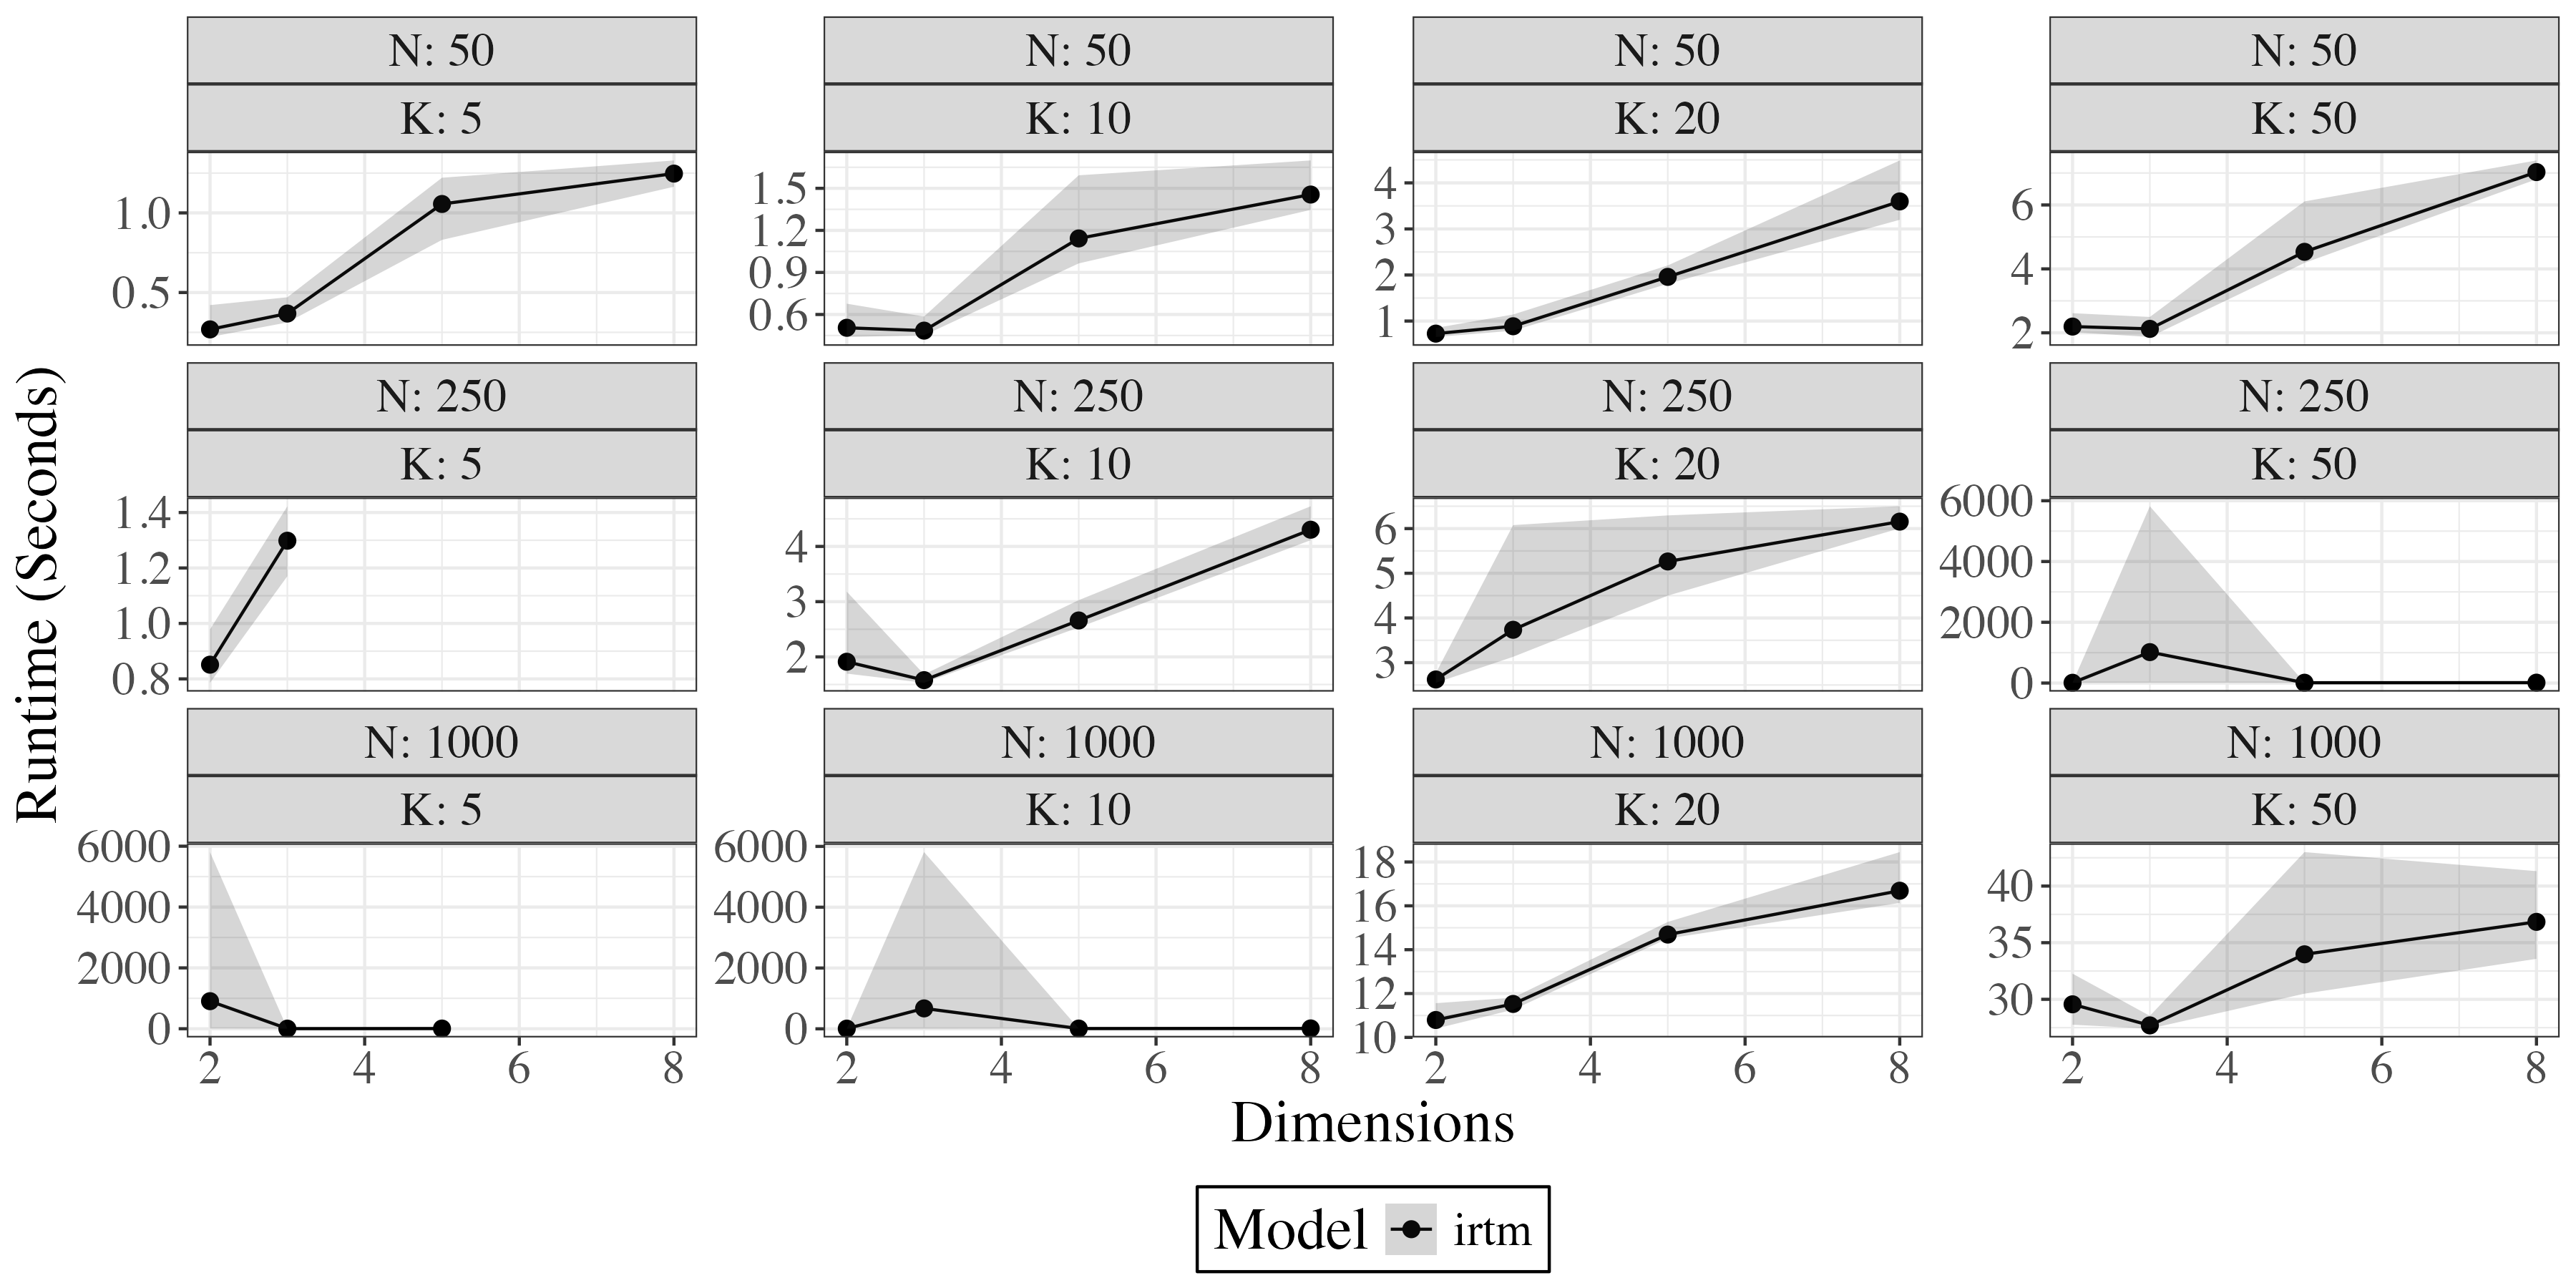 N: 50 N: 50 N: 50 N: 50
K: 5 K: 10 K: 20 K: 50
1.0 1.5 4 6
0.5 1.2 3 4
0.9 2 2
0.6 1
N: 250 N: 250 N: 250 N: 250
K: 5 K: 10 K: 20 K: 50
1.4 4 6 6000
1.2 3 5 4000
1.0 2 4 2000
0.8 3 0
N: 1000 N: 1000 N: 1000 N: 1000
K: 5 K: 10 K: 20 K: 50
6000 6000 18 40
4000 4000 16 35
2000 2000 14 30
0 0 12
10
2 4 6 8 2 4 6 8 2 4 6 8 2 4 6 8
Runtime (Seconds)
Dimensions
Model irtm